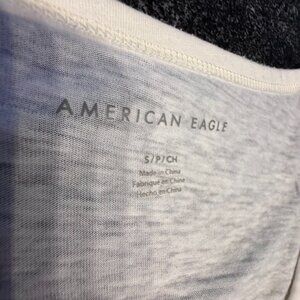 AMERICAN EAGLE
S/P/CH
Made in China
Fabriqué en Chine
Hecho en China